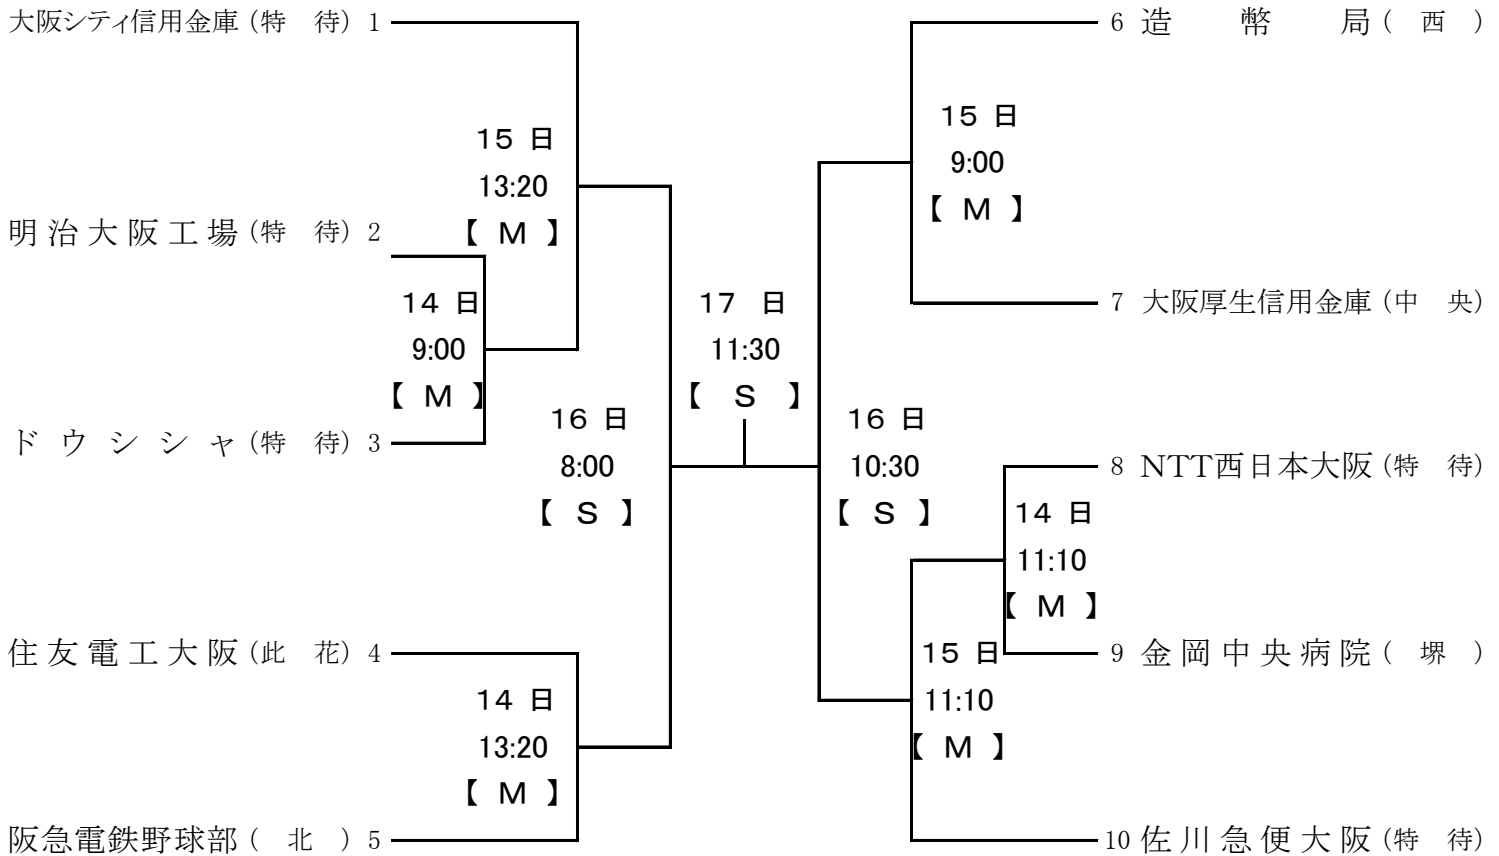 大阪シティ信用金庫 (特 待) 1
15 日
13:20
【 M 】
明治大阪工場 (特 待) 2
14 日
9:00
【 M 】
ドウシシャ (特 待) 3
16 日
8:00
【 S 】
住友電工大阪 (此 花) 4
14 日
13:20
【 M 】
阪急電鉄野球部 ( 北 ) 5
17 日
11:30
【 S 】
6 造幣局 ( 西 )
15 日
9:00
【 M 】
7 大阪厚生信用金庫 (中 央)
16 日
10:30
【 S 】
8 NTT西日本大阪 (特 待)
14 日
11:10
【 M 】
9 金岡中央病院 ( 堺 )
15 日
11:10
【 M 】
10 佐川急便大阪 (特 待)